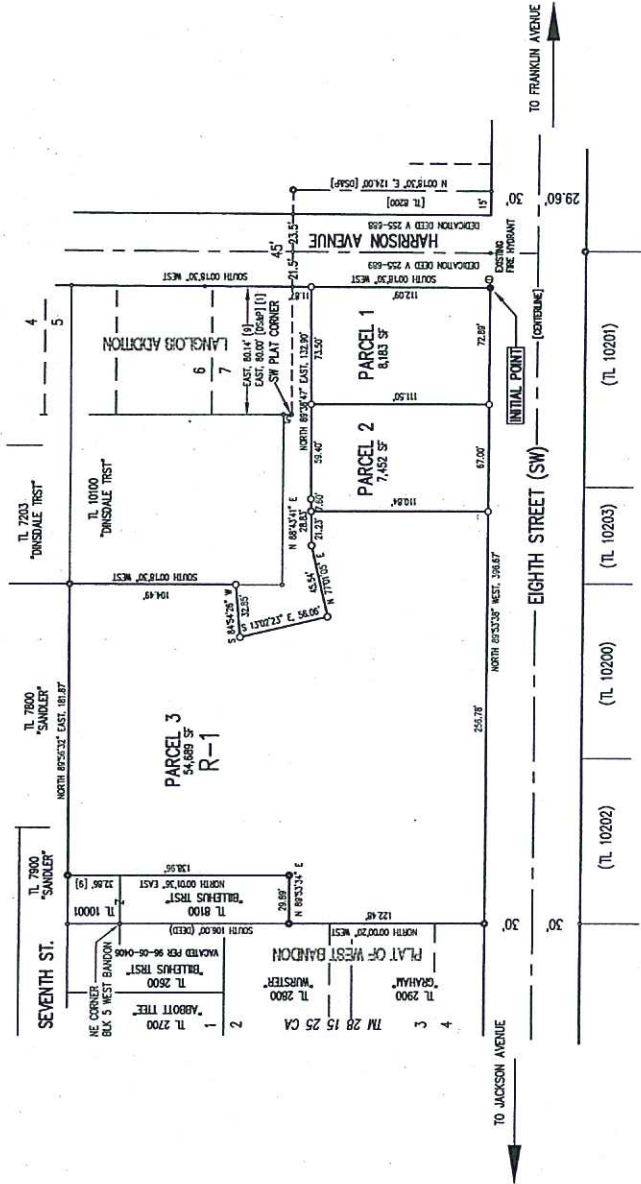 SEVENTH ST.
TL 7900
"SANDLER"
TL 7800
"SANDLER"
TL 7203
"DINSDALE TRST"
4
5
NORTH 89°56'32" EAST, 181.87'
NE CORNER
BLK 5 WEST BANDON
TL 10001
32.86' [9]
TL 2700
"ABBOTT TTEE"
1
2
TL 2600
"BILLEHUS TRST"
VACATED PER 96-05-0406
SOUTH 106.00' (DEED)
TL 8100
"BILLEHUS TRST"
NORTH 00°01'36" EAST
138.96'
29.89'
N 89°53'34" E
TL 2800
"WURSTER"
TM 28 15 25 CA
PLAT OF WEST BANDON
3
4
TL 2900
"GRAHAM"
NORTH 00°00'20" WEST
122.48'
PARCEL 3
54,689 SF
R-1
SOUTH 00°18'30" WEST
104.49'
S 84°54'26" W
32.85'
S 13°02'23" E, 56.06'
N 77°01'05" E
45.54'
TL 10100
"DINSDALE TRST"
LANGLOIS ADDITION
6
7
EAST, 80.14' [9]
EAST, 80.00' [DS&P] [1]
SW PLAT CORNER
SOUTH 00°18'30" WEST
45'
21.5'
23.5'
11.87'
N 88°43'41" E
28.83'
21.23'
7.60'
NORTH 89°38'47" EAST, 132.90'
59.40'
73.50'
PARCEL 2
7,452 SF
110.84'
111.50'
PARCEL 1
8,183 SF
SOUTH 00°18'30" WEST
112.09'
DEDICATION DEED V 255-689
HARRISON AVENUE
DEDICATION DEED V 255-688
[TL 8200]
N 00°18'30" E, 124.00' [DS&P]
15'
EXISTING
FIRE HYDRANT
256.78'
67.00'
72.89'
NORTH 89°53'38" WEST, 396.67'
INITIAL POINT
30'
30'
30'
29.60'
EIGHTH STREET (SW)
[CENTERLINE]
TO JACKSON AVENUE
TO FRANKLIN AVENUE
(TL 10202)
(TL 10200)
(TL 10203)
(TL 10201)